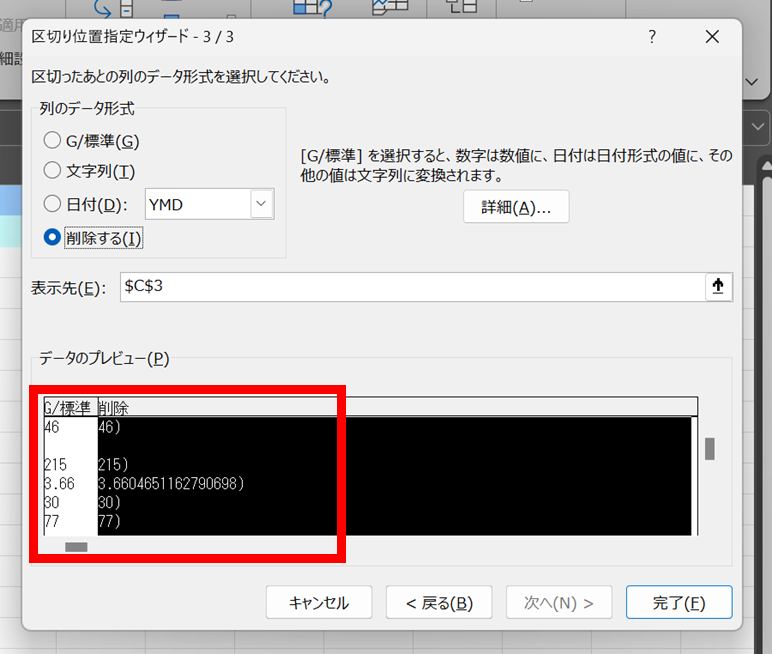 適用
細設
区切り位置指定ウィザード - 3 / 3
?
区切ったあとの列のデータ形式を選択してください。
列のデータ形式
G/標準(G)
文字列(T)
日付(D):
YMD
削除する(I)
[G/標準] を選択すると、数字は数値に、日付は日付形式の値に、その
他の値は文字列に変換されます。
詳細(A)...
表示先(E):
$C$3
データのプレビュー(P)
G/標準 削除
46 46)
215 215)
3.66 3.6604651162790698)
30 30)
77 77)
キャンセル
< 戻る(B)
次へ(N) >
完了(F)